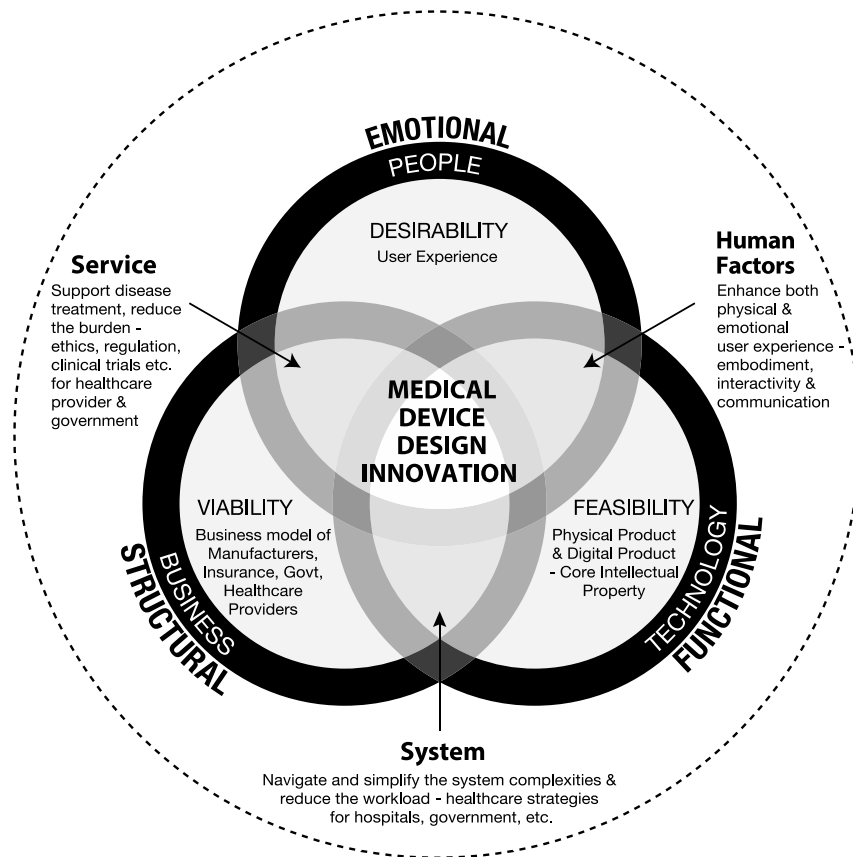 EMOTIONAL
PEOPLE
DESIRABILITY
User Experience
Service
Support disease
treatment, reduce
the burden -
ethics, regulation,
clinical trials etc.
for healthcare
provider &
government
Human
Factors
Enhance both
physical &
emotional
user experience -
embodiment,
interactivity &
communication
MEDICAL
DEVICE
DESIGN
INNOVATION
VIABILITY
Business model of
Manufacturers,
Insurance, Govt,
Healthcare
Providers
FEASIBILITY
Physical Product
& Digital Product
- Core Intellectual
Property
BUSINESS
STRUCTURAL
TECHNOLOGY
FUNCTIONAL
System
Navigate and simplify the system complexities &
reduce the workload - healthcare strategies
for hospitals, government, etc.